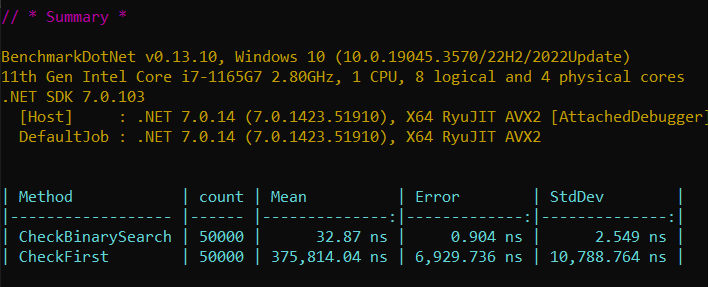 // * Summary *
BenchmarkDotNet v0.13.10, Windows 10 (10.0.19045.3570/22H2/2022Update)
11th Gen Intel Core i7-1165G7 2.80GHz, 1 CPU, 8 logical and 4 physical cores
.NET SDK 7.0.103
  [Host]     : .NET 7.0.14 (7.0.1423.51910), X64 RyuJIT AVX2 [AttachedDebugger]
  DefaultJob : .NET 7.0.14 (7.0.1423.51910), X64 RyuJIT AVX2
| Method            | count | Mean          | Error        | StdDev        |
|------------------ |------ |--------------:|-------------:|--------------:|
| CheckBinarySearch | 50000 |      32.87 ns |     0.904 ns |      2.549 ns |
| CheckFirst        | 50000 | 375,814.04 ns | 6,929.736 ns | 10,788.764 ns |